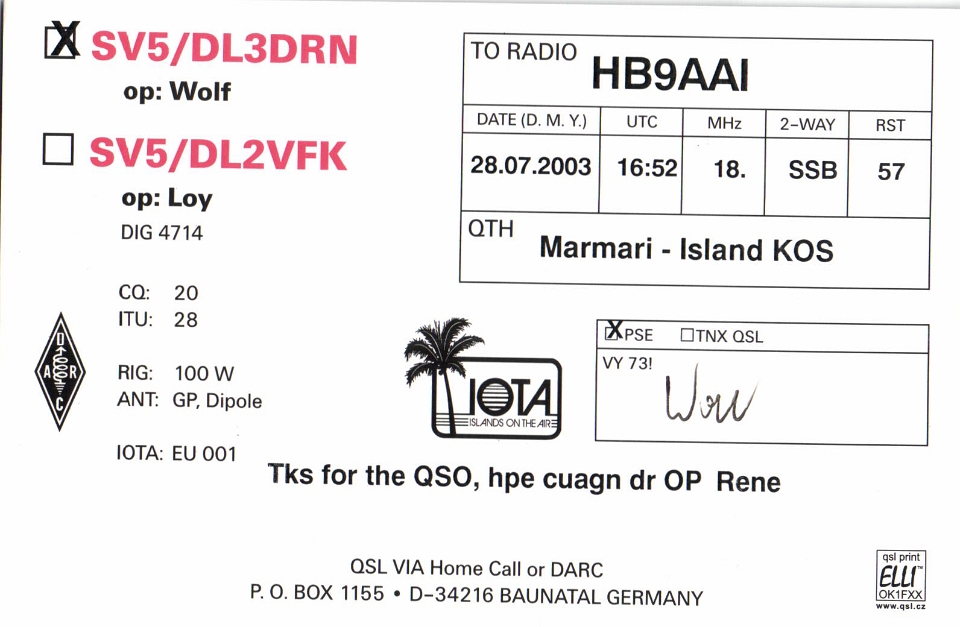 X SV5/DL3DRN
op: Wolf
SV5/DL2VFK
op: Loy
DIG 4714
CQ: 20
ITU: 28
RIG: 100 W
ANT: GP, Dipole
IOTA: EU 001
DARC
TO RADIO HB9AAI
DATE (D. M. Y.) UTC MHz 2-WAY RST
28.07.2003 16:52 18. SSB 57
QTH Marmari - Island KOS
IOTA
ISLANDS ON THE AIR
X PSE TNX QSL
VY 73!
Wolf
Tks for the QSO, hpe cuagn dr OP Rene
QSL VIA Home Call or DARC
P. O. BOX 1155 • D-34216 BAUNATAL GERMANY
qsl print
ELLI™
OK1FXX
www.qsl.cz